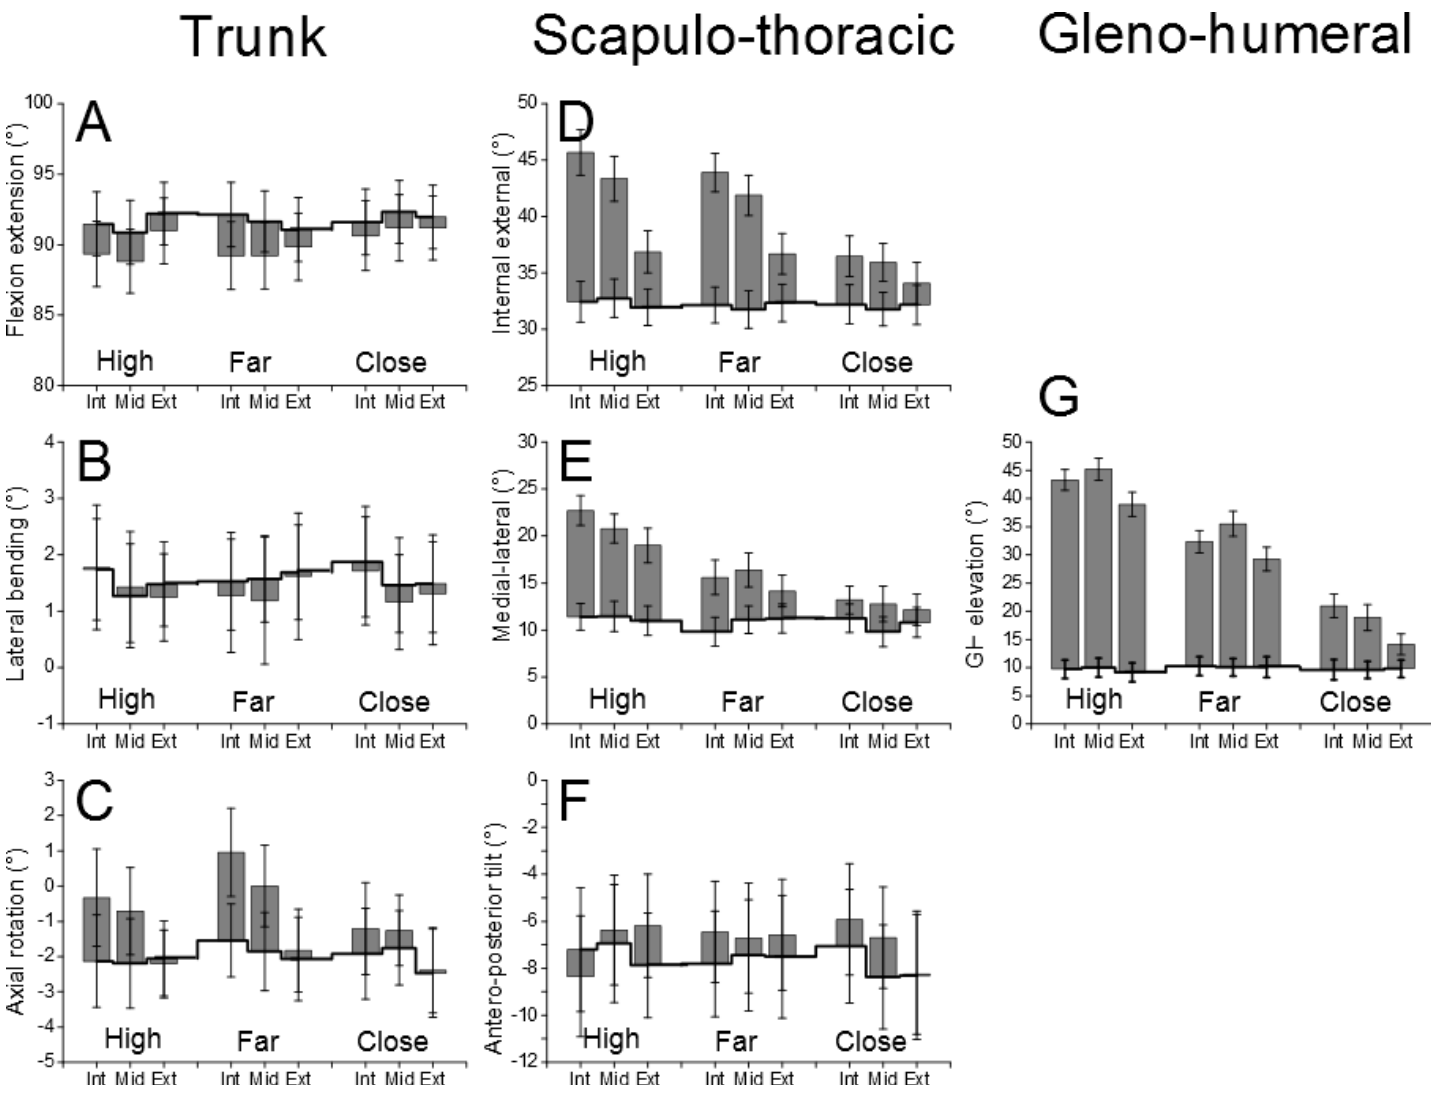 Trunk
Scapulo-thoracic
Gleno-humeral
A
Flexion extension (°)
100
95
90
85
80
High Far Close
Int Mid Ext Int Mid Ext Int Mid Ext
D
Internal external (°)
50
45
40
35
30
25
High Far Close
Int Mid Ext Int Mid Ext Int Mid Ext
B
Lateral bending (°)
4
3
2
1
0
-1
High Far Close
Int Mid Ext Int Mid Ext Int Mid Ext
E
Medial-lateral (°)
30
25
20
15
10
5
0
High Far Close
Int Mid Ext Int Mid Ext Int Mid Ext
G
GH elevation (°)
50
45
40
35
30
25
20
15
10
5
0
High Far Close
Int Mid Ext Int Mid Ext Int Mid Ext
C
Axial rotation (°)
3
2
1
0
-1
-2
-3
-4
-5
High Far Close
Int Mid Ext Int Mid Ext Int Mid Ext
F
Antero-posterior tilt (°)
0
-2
-4
-6
-8
-10
-12
High Far Close
Int Mid Ext Int Mid Ext Int Mid Ext